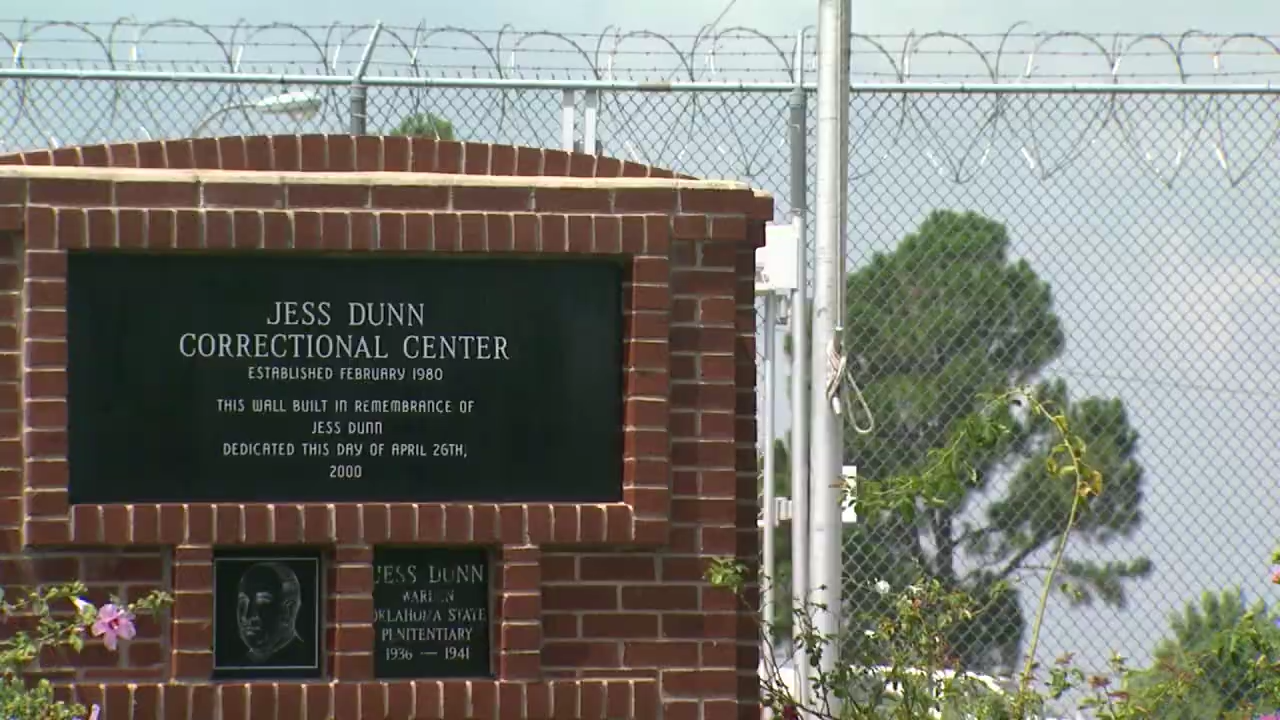 JESS DUNN
CORRECTIONAL CENTER
ESTABLISHED FEBRUARY 1980
THIS WALL BUILT IN REMEMBRANCE OF
JESS DUNN
DEDICATED THIS DAY OF APRIL 26TH,
2000
JESS DUNN
WARDEN
OKLAHOMA STATE
PENITENTIARY
1936 — 1941